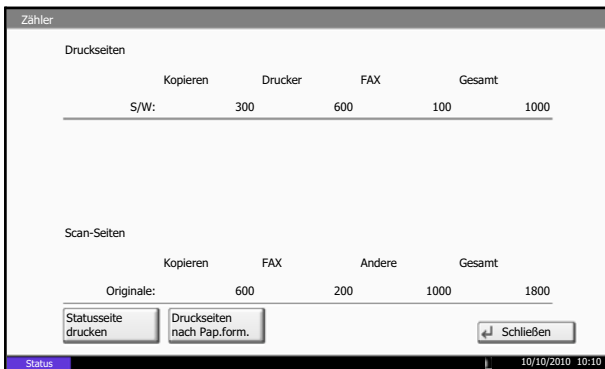 Zähler
Druckseiten
Kopieren Drucker FAX Gesamt
S/W: 300 600 100 1000
Scan-Seiten
Kopieren FAX Andere Gesamt
Originale: 600 200 1000 1800
Statusseite drucken
Druckseiten nach Pap.form.
Schließen
Status 10/10/2010 10:10